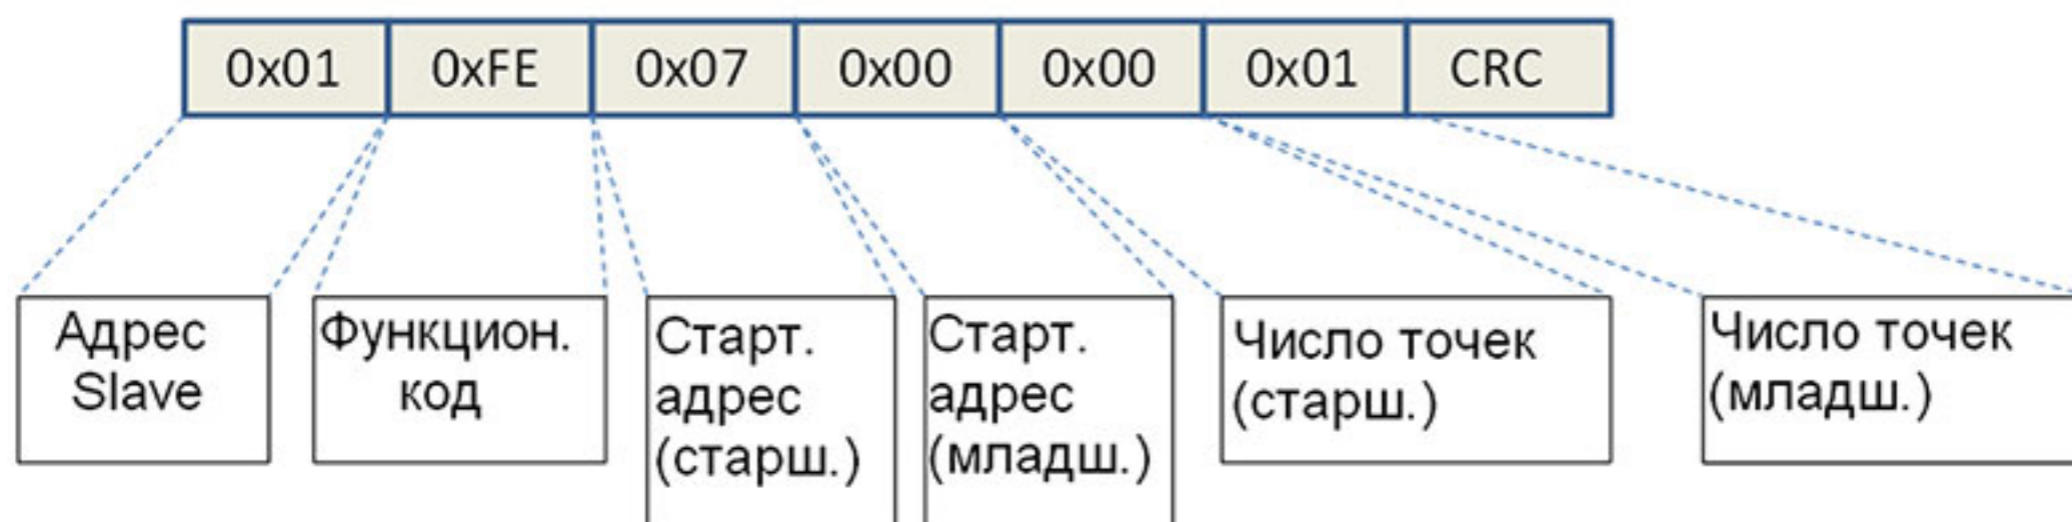 0x01 0xFE 0x07 0x00 0x00 0x01 CRC
Адрес
Slave
Функцион.
код
Старт.
адрес
(старш.)
Старт.
адрес
(младш.)
Число точек
(старш.)
Число точек
(младш.)